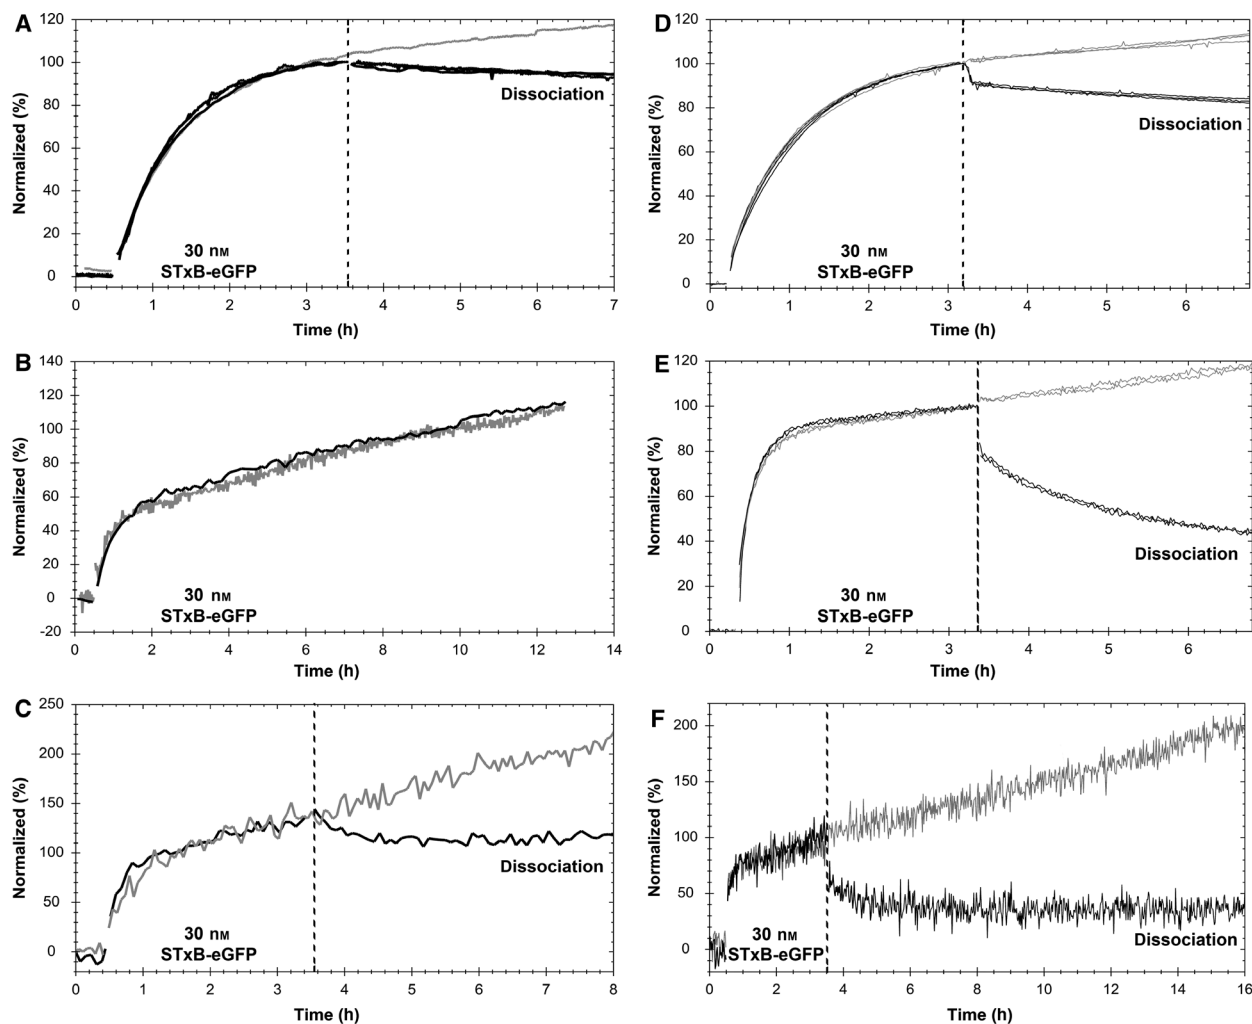 A
Normalized (%)
120
100
80
60
40
20
0
Dissociation
30 nM
STxB-eGFP
0 1 2 3 4 5 6 7
Time (h)
B
Normalized (%)
140
120
100
80
60
40
20
0
-20
30 nM
STxB-eGFP
0 2 4 6 8 10 12 14
Time (h)
C
Normalized (%)
250
200
150
100
50
0
Dissociation
30 nM
STxB-eGFP
0 1 2 3 4 5 6 7 8
Time (h)
D
Normalized (%)
120
100
80
60
40
20
0
Dissociation
30 nM
STxB-eGFP
0 1 2 3 4 5 6
Time (h)
E
Normalized (%)
120
100
80
60
40
20
0
Dissociation
30 nM
STxB-eGFP
0 1 2 3 4 5 6
Time (h)
F
Normalized (%)
200
150
100
50
0
30 nM
STxB-eGFP
Dissociation
0 2 4 6 8 10 12 14 16
Time (h)